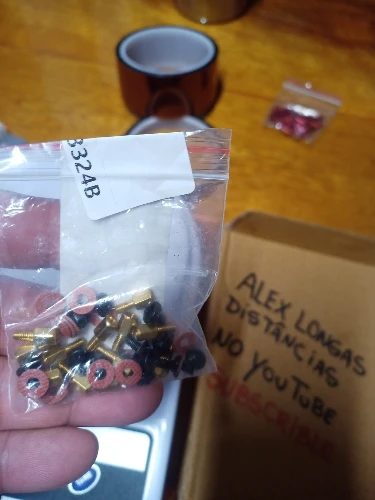 3324B
ALEX LONGAS
DISTÂNCIAS
NO YOUTUBE
SUBSCRIBE